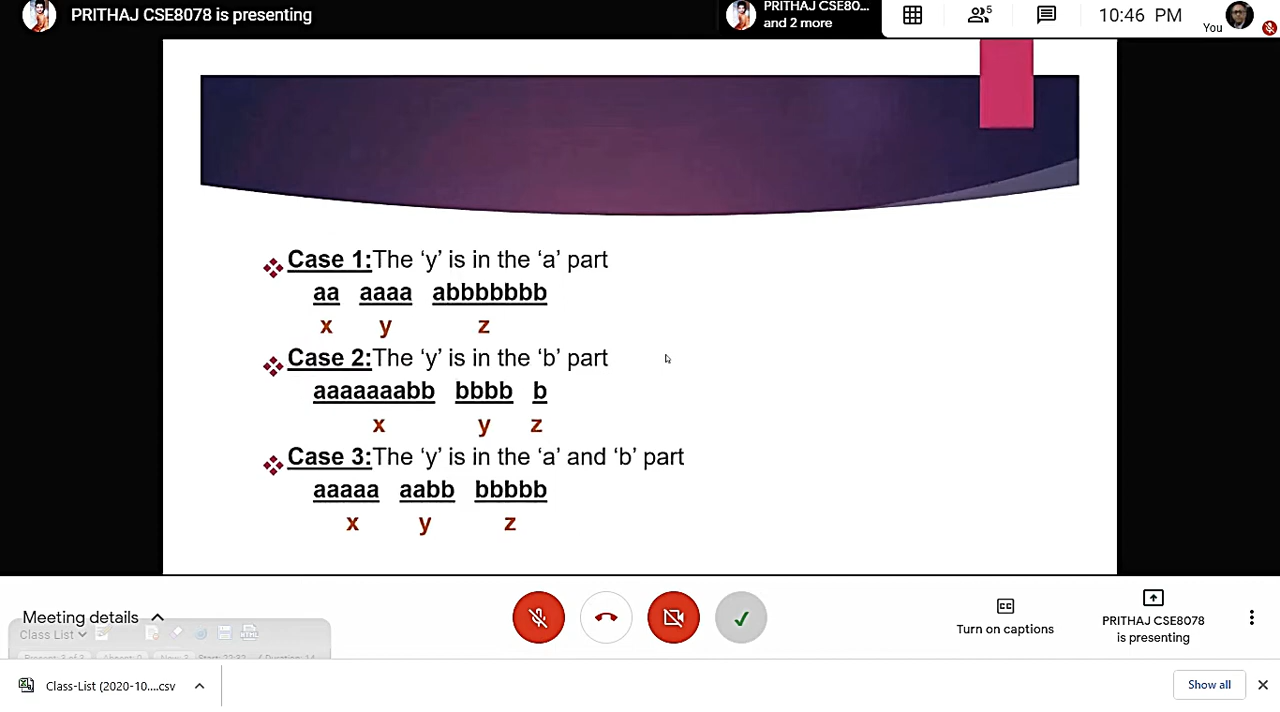 PRITHAJ CSE8078 is presenting
PRITHAJ CSE80...
and 2 more
5
10:46 PM
You
Case 1:The ‘y’ is in the ‘a’ part
aa aaaa abbbbbbb
x y z
Case 2:The ‘y’ is in the ‘b’ part
aaaaaaabb bbbb b
x y z
Case 3:The ‘y’ is in the ‘a’ and ‘b’ part
aaaaa aabb bbbbb
x y z
Meeting details
Class List
CC
Turn on captions
PRITHAJ CSE8078
is presenting
Class-List (2020-10....csv
Show all